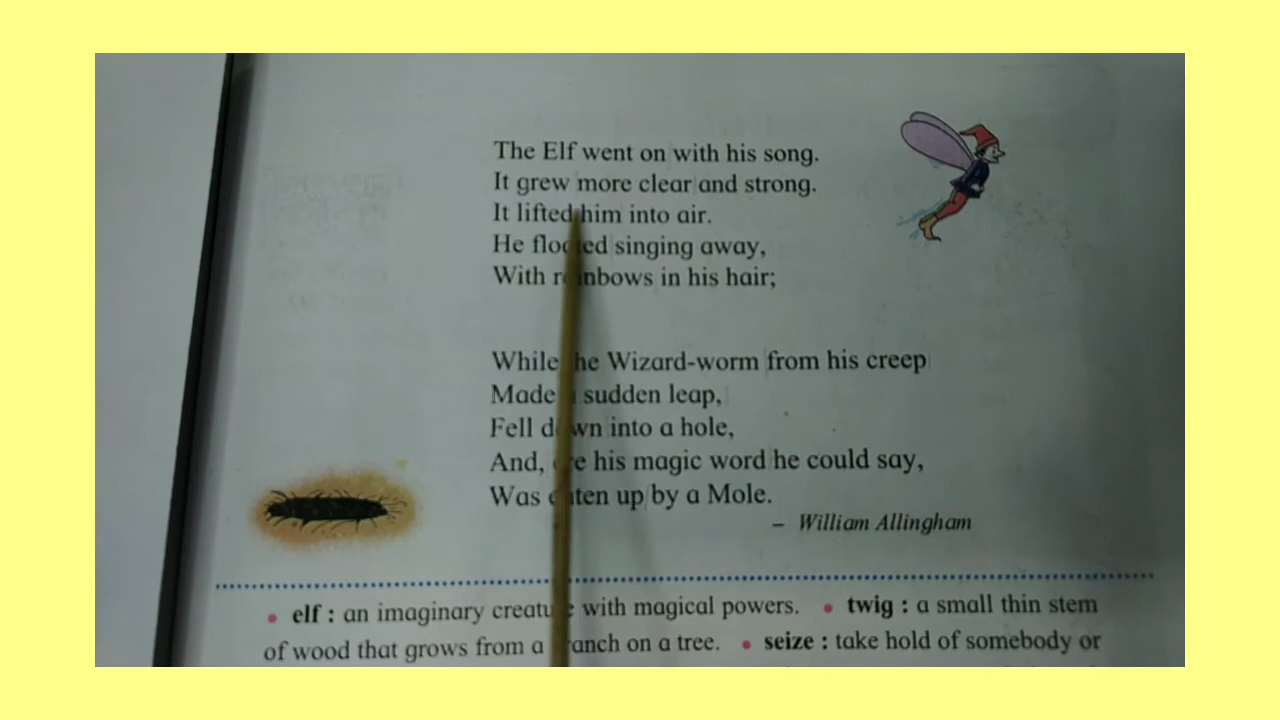 The Elf went on with his song.
It grew more clear and strong.
It lifted him into air.
He floated singing away,
With rainbows in his hair;
While the Wizard-worm from his creep
Made a sudden leap,
Fell down into a hole,
And, ere his magic word he could say,
Was eaten up by a Mole.
– William Allingham
• elf : an imaginary creature with magical powers. • twig : a small thin stem
of wood that grows from a branch on a tree. • seize : take hold of somebody or